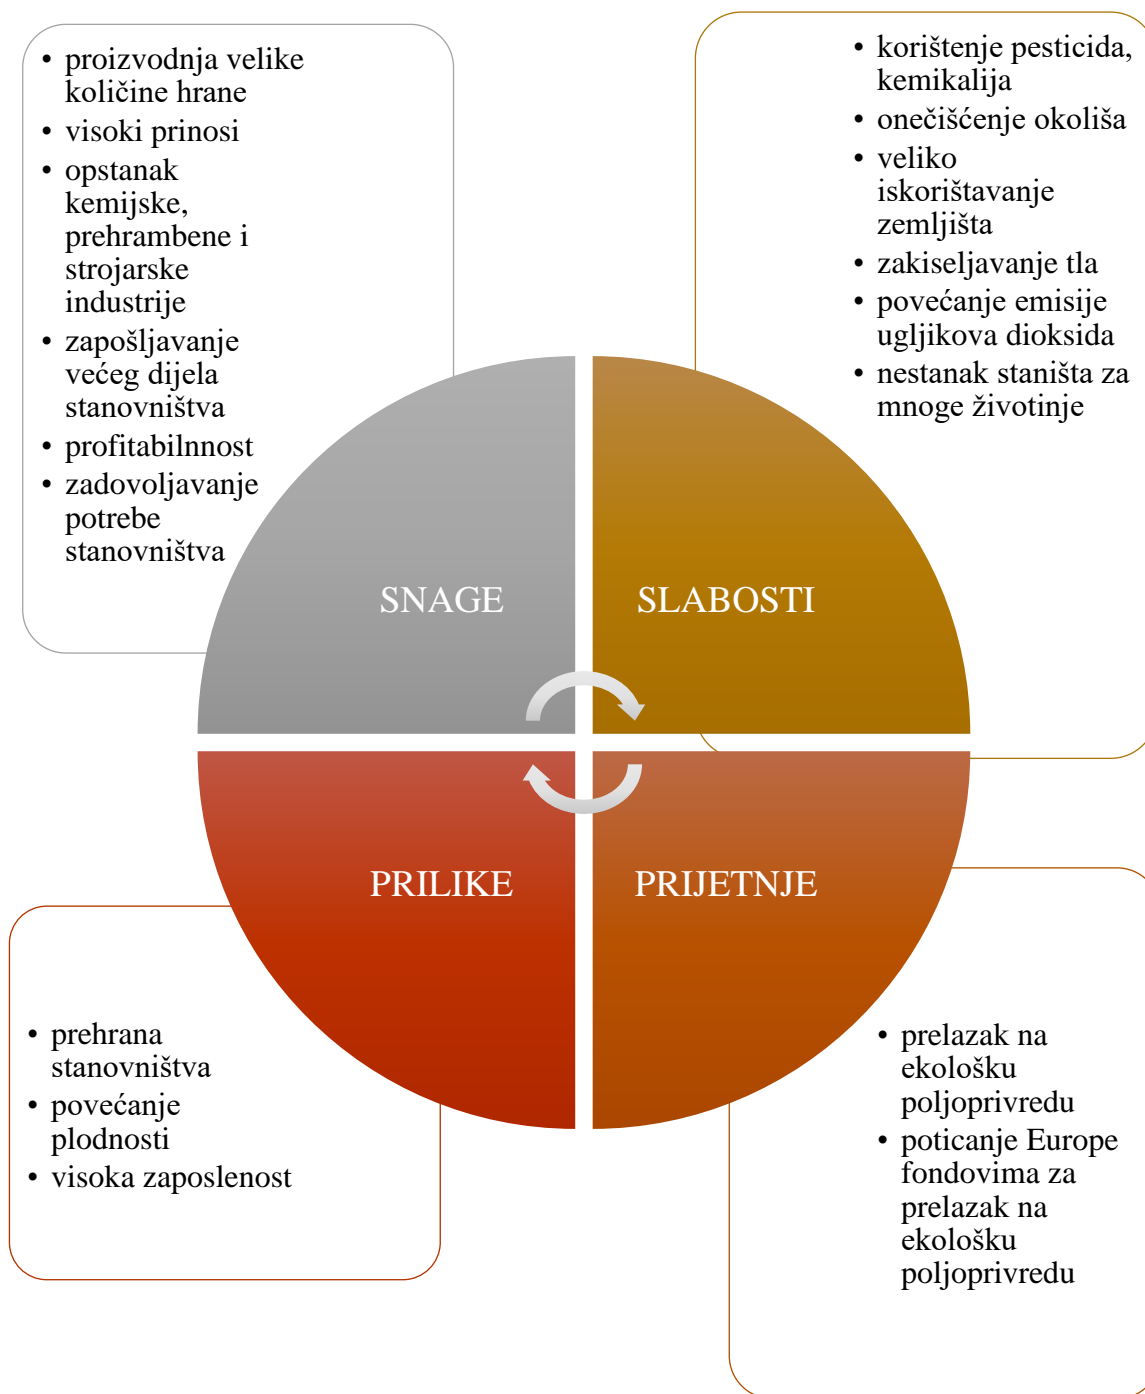 • proizvodnja velike
količine hrane
• visoki prinosi
• opstanak
kemijske,
prehrambene i
strojarske
industrije
• zapošljavanje
većeg dijela
stanovništva
• profitabilnnost
• zadovoljavanje
potrebe
stanovništva
• korištenje pesticida,
kemikalija
• onečišćenje okoliša
• veliko
iskorištavanje
zemljišta
• zakiseljavanje tla
• povećanje emisije
ugljikova dioksida
• nestanak staništa za
mnoge životinje
SNAGE
SLABOSTI
PRILIKE
PRIJETNJE
• prehrana
stanovništva
• povećanje
plodnosti
• visoka zaposlenost
• prelazak na
ekološku
poljoprivredu
• poticanje Europe
fondovima za
prelazak na
ekološku
poljoprivredu